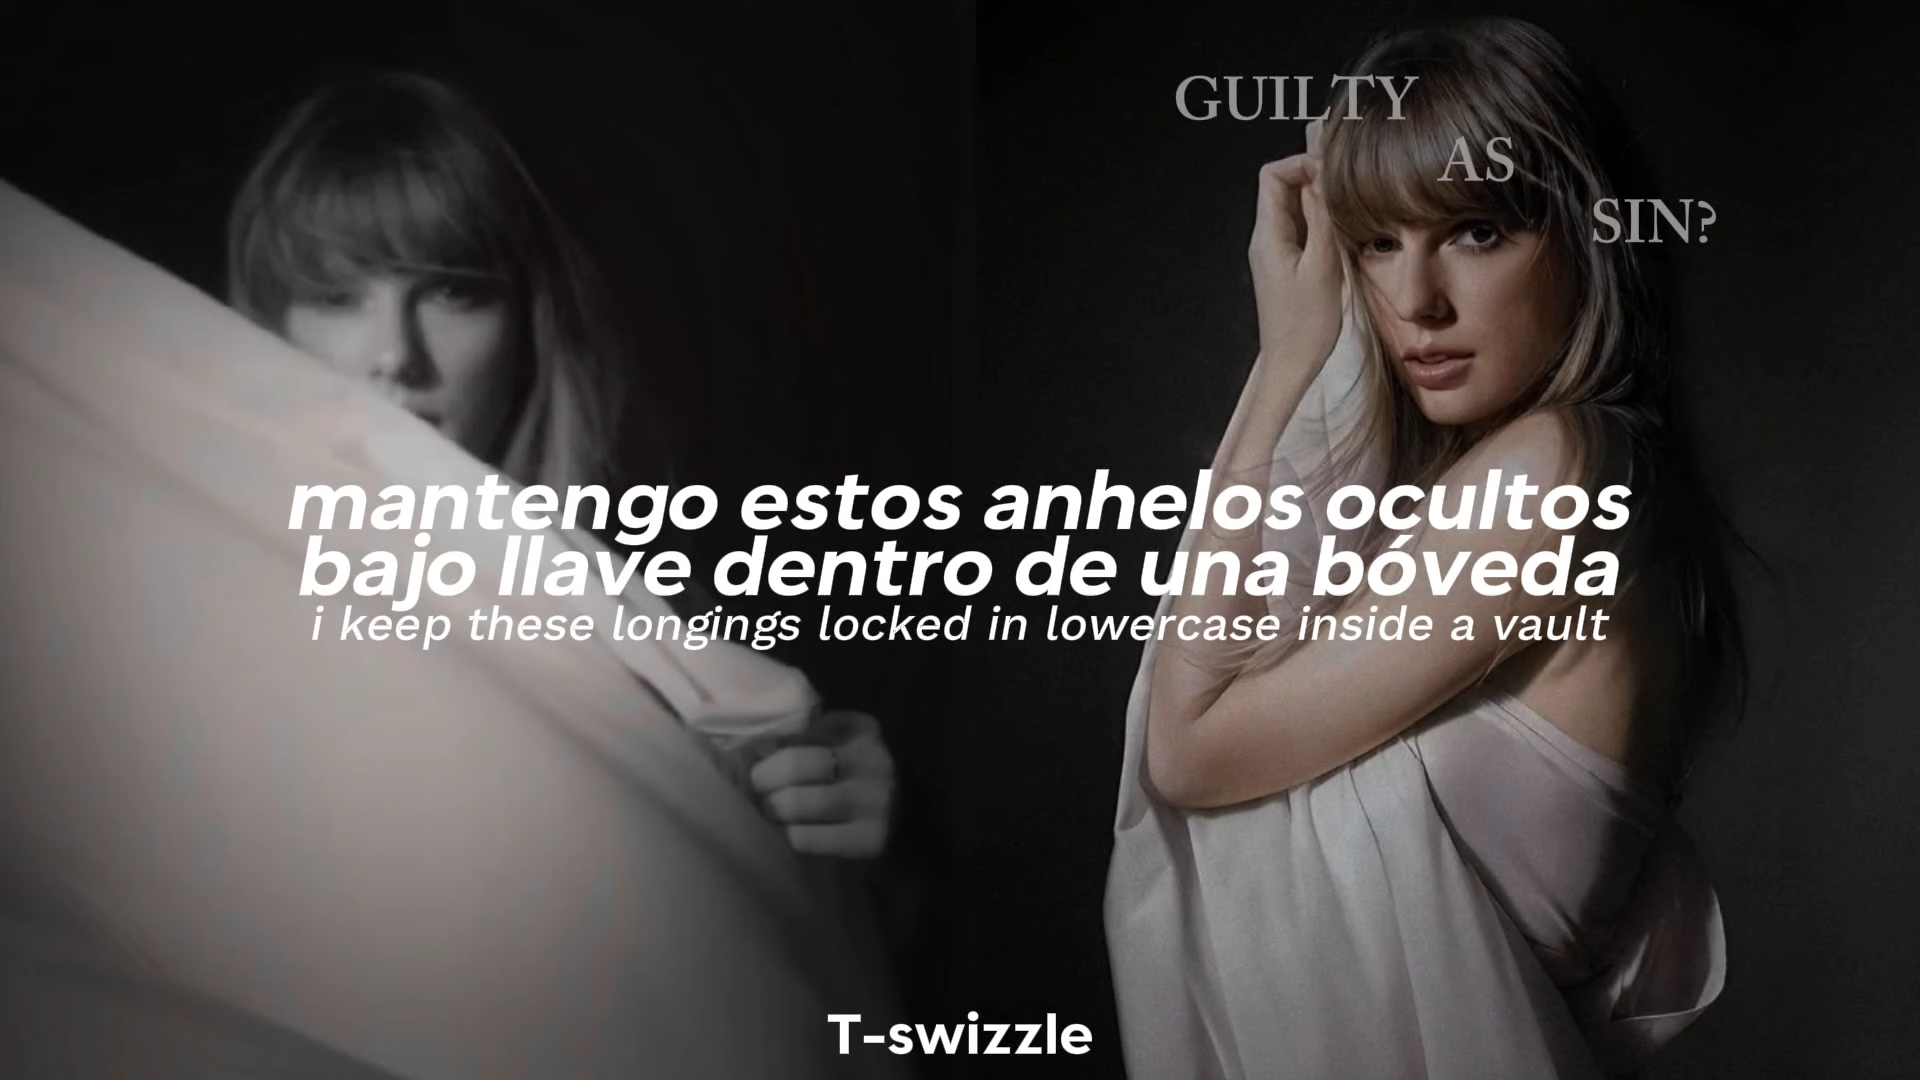 GUILTY
AS
SIN?
mantengo estos anhelos ocultos
bajo llave dentro de una bóveda
i keep these longings locked in lowercase inside a vault
T-swizzle